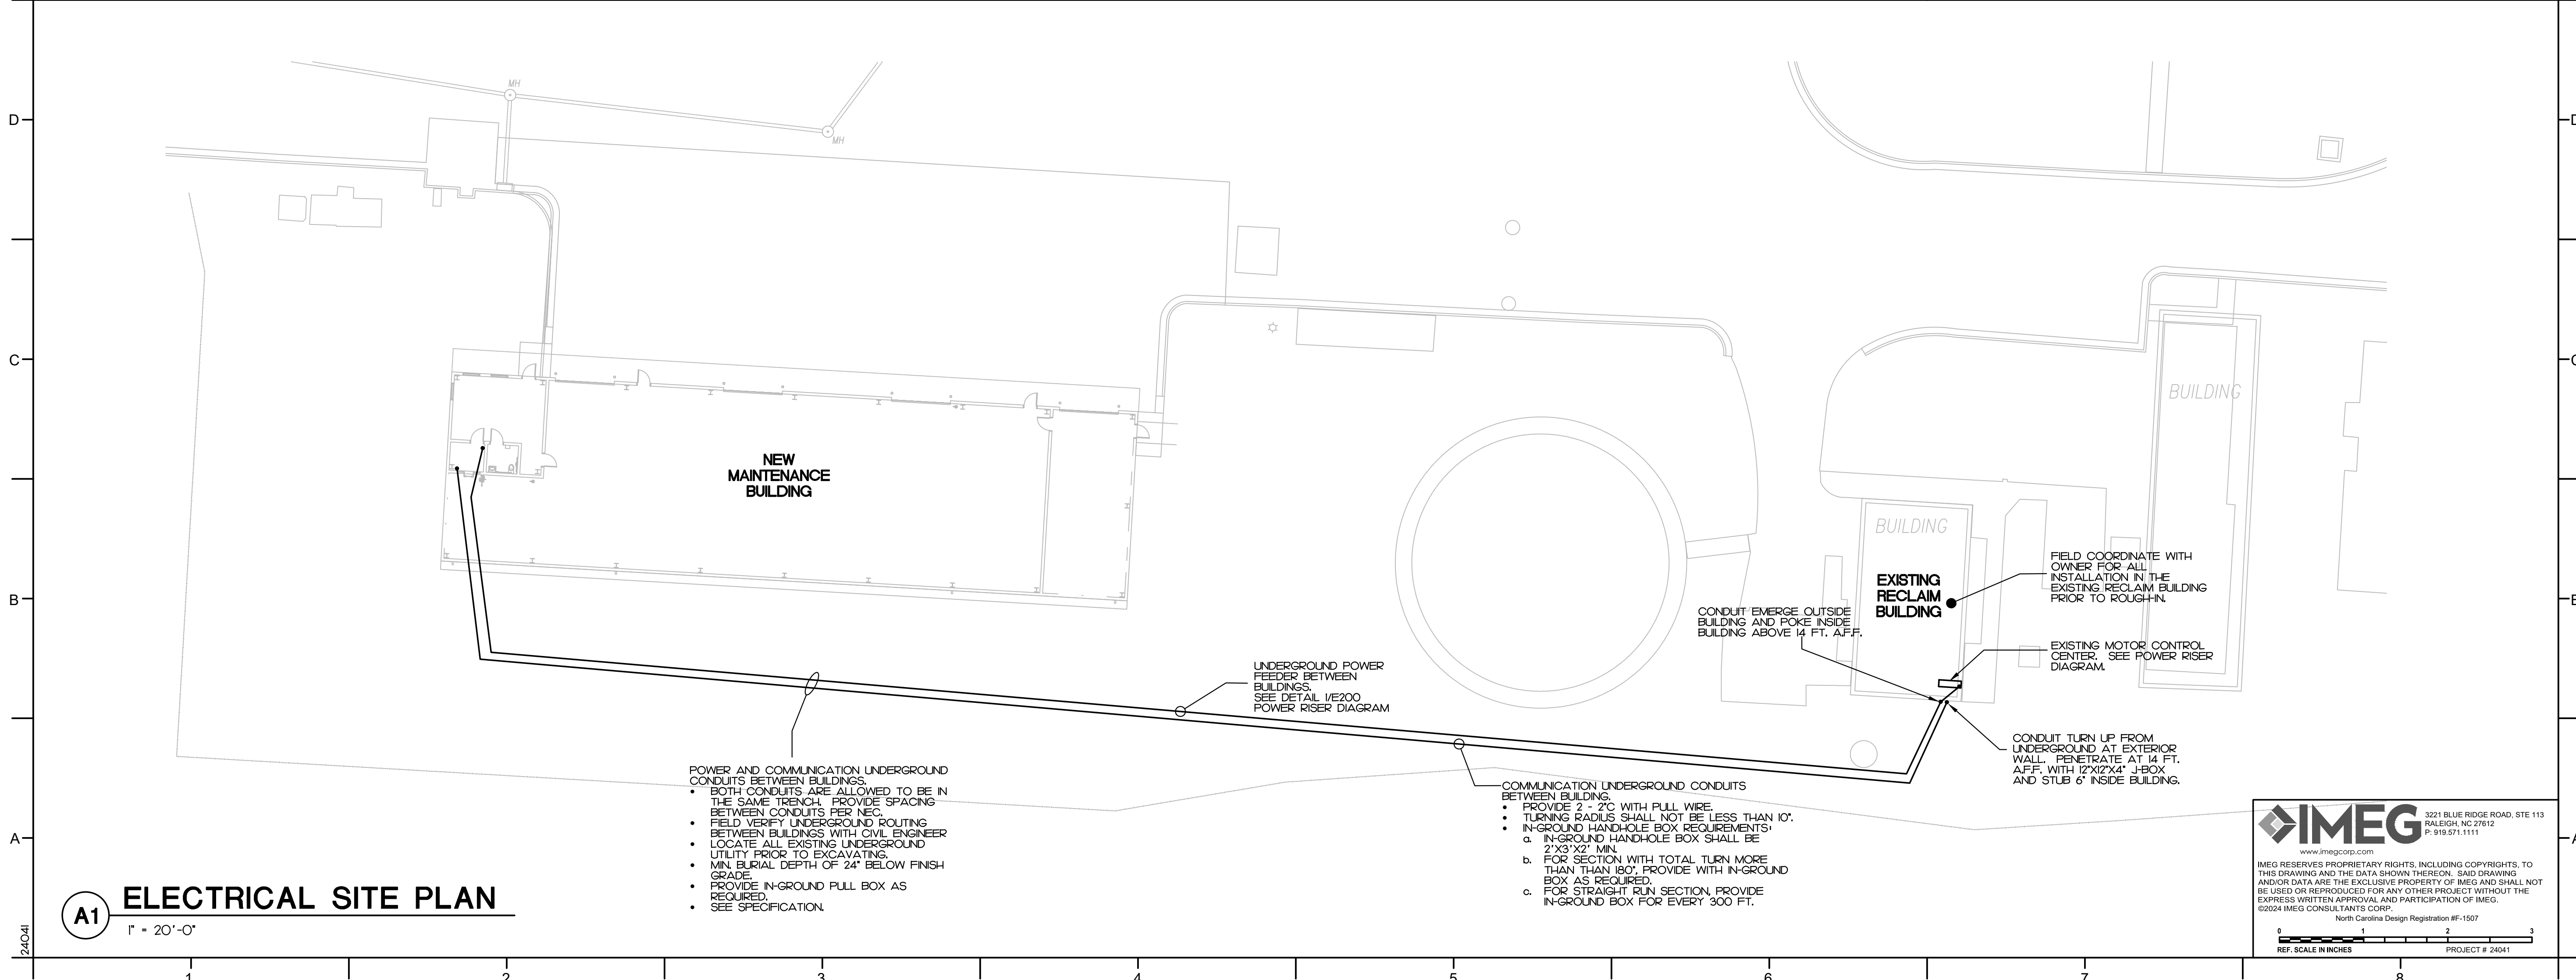 MH
MH
D
D
C
C
B
B
A
A
NEW
MAINTENANCE
BUILDING
BUILDING
BUILDING
EXISTING
RECLAIM
BUILDING
FIELD COORDINATE WITH
OWNER FOR ALL
INSTALLATION IN THE
EXISTING RECLAIM BUILDING
PRIOR TO ROUGH-IN.
CONDUIT EMERGE OUTSIDE
BUILDING AND POKE INSIDE
BUILDING ABOVE 14 FT. A.F.F.
EXISTING MOTOR CONTROL
CENTER. SEE POWER RISER
DIAGRAM.
UNDERGROUND POWER
FEEDER BETWEEN
BUILDINGS.
SEE DETAIL 1/E200
POWER RISER DIAGRAM
CONDUIT TURN UP FROM
UNDERGROUND AT EXTERIOR
WALL. PENETRATE AT 14 FT.
A.F.F. WITH 12"X12"X4" J-BOX
AND STUB 6" INSIDE BUILDING.
POWER AND COMMUNICATION UNDERGROUND
CONDUITS BETWEEN BUILDINGS.
• BOTH CONDUITS ARE ALLOWED TO BE IN
THE SAME TRENCH. PROVIDE SPACING
BETWEEN CONDUITS PER NEC.
• FIELD VERIFY UNDERGROUND ROUTING
BETWEEN BUILDINGS WITH CIVIL ENGINEER
• LOCATE ALL EXISTING UNDERGROUND
UTILITY PRIOR TO EXCAVATING.
• MIN. BURIAL DEPTH OF 24" BELOW FINISH
GRADE.
• PROVIDE IN-GROUND PULL BOX AS
REQUIRED.
• SEE SPECIFICATION.
COMMUNICATION UNDERGROUND CONDUITS
BETWEEN BUILDING.
• PROVIDE 2 - 2"C WITH PULL WIRE.
• TURNING RADIUS SHALL NOT BE LESS THAN 10".
• IN-GROUND HANDHOLE BOX REQUIREMENTS:
a. IN-GROUND HANDHOLE BOX SHALL BE
2'X3'X2' MIN.
b. FOR SECTION WITH TOTAL TURN MORE
THAN THAN 180°, PROVIDE WITH IN-GROUND
BOX AS REQUIRED.
c. FOR STRAIGHT RUN SECTION, PROVIDE
IN-GROUND BOX FOR EVERY 300 FT.
A1 ELECTRICAL SITE PLAN
1" = 20'-0"
24041
IMEG
www.imegcorp.com
3221 BLUE RIDGE ROAD, STE 113
RALEIGH, NC 27612
P: 919.571.1111
IMEG RESERVES PROPRIETARY RIGHTS, INCLUDING COPYRIGHTS, TO
THIS DRAWING AND THE DATA SHOWN THEREON. SAID DRAWING
AND/OR DATA ARE THE EXCLUSIVE PROPERTY OF IMEG AND SHALL NOT
BE USED OR REPRODUCED FOR ANY OTHER PROJECT WITHOUT THE
EXPRESS WRITTEN APPROVAL AND PARTICIPATION OF IMEG.
©2024 IMEG CONSULTANTS CORP.
North Carolina Design Registration #F-1507
0 1 2 3
REF. SCALE IN INCHES PROJECT # 24041
1 2 3 4 5 6 7 8